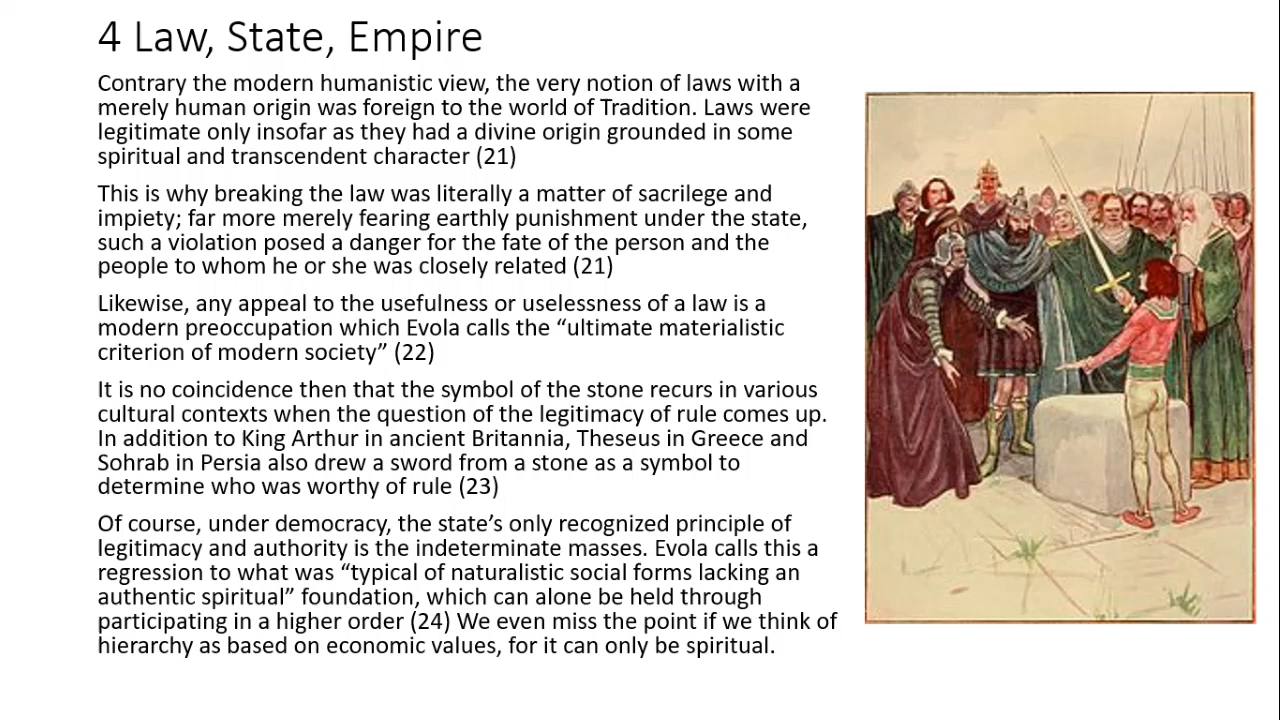 4 Law, State, Empire
Contrary the modern humanistic view, the very notion of laws with a
merely human origin was foreign to the world of Tradition. Laws were
legitimate only insofar as they had a divine origin grounded in some
spiritual and transcendent character (21)
This is why breaking the law was literally a matter of sacrilege and
impiety; far more merely fearing earthly punishment under the state,
such a violation posed a danger for the fate of the person and the
people to whom he or she was closely related (21)
Likewise, any appeal to the usefulness or uselessness of a law is a
modern preoccupation which Evola calls the “ultimate materialistic
criterion of modern society” (22)
It is no coincidence then that the symbol of the stone recurs in various
cultural contexts when the question of the legitimacy of rule comes up.
In addition to King Arthur in ancient Britannia, Theseus in Greece and
Sohrab in Persia also drew a sword from a stone as a symbol to
determine who was worthy of rule (23)
Of course, under democracy, the state’s only recognized principle of
legitimacy and authority is the indeterminate masses. Evola calls this a
regression to what was “typical of naturalistic social forms lacking an
authentic spiritual” foundation, which can alone be held through
participating in a higher order (24) We even miss the point if we think of
hierarchy as based on economic values, for it can only be spiritual.